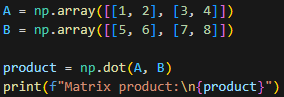 A = np.array([[1, 2], [3, 4]])
B = np.array([[5, 6], [7, 8]])
product = np.dot(A, B)
print(f"Matrix product:\n{product}")